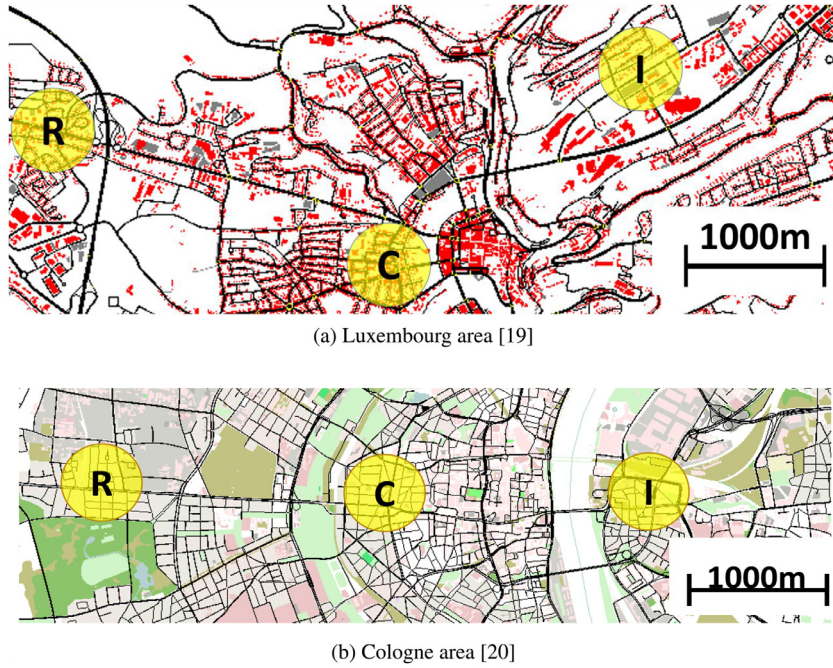 R
I
C
1000m
(a) Luxembourg area [19]
R
C
I
1000m
(b) Cologne area [20]